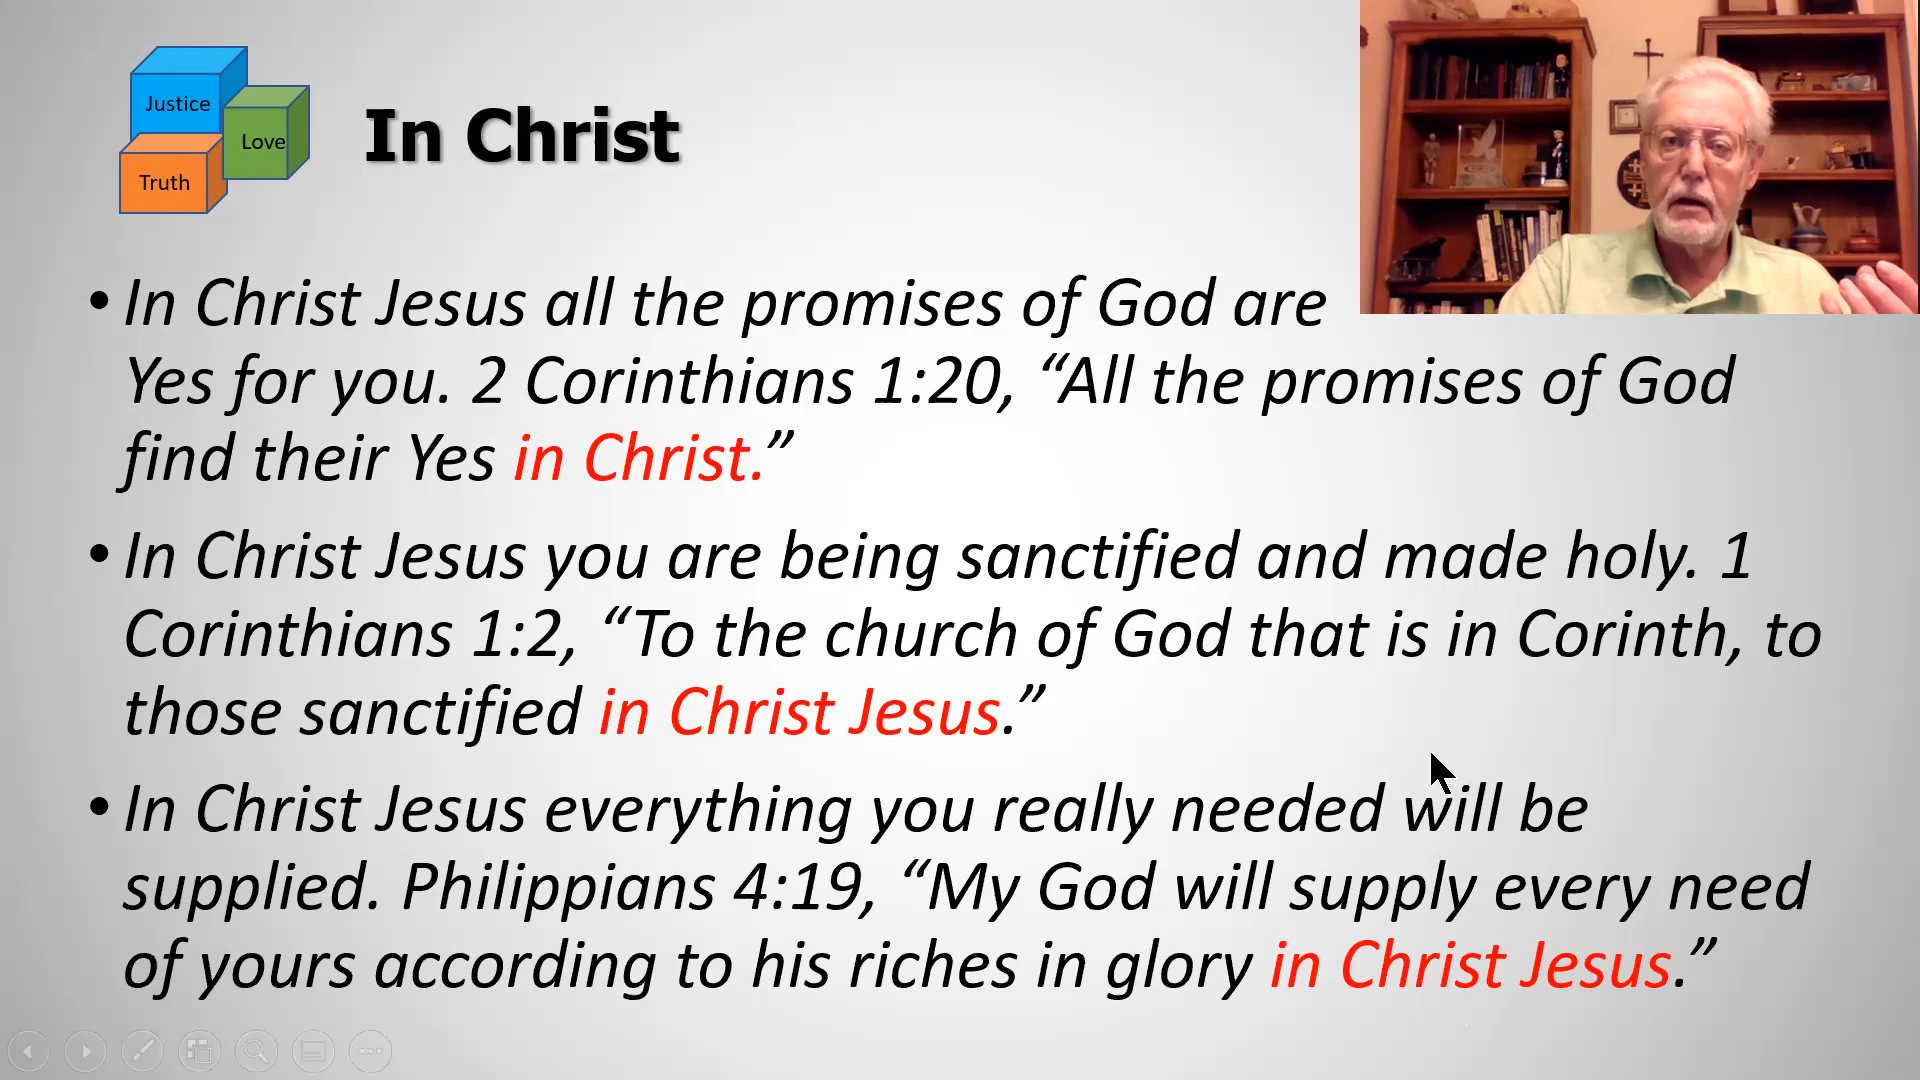 Justice
Love
Truth
In Christ
• In Christ Jesus all the promises of God are
Yes for you. 2 Corinthians 1:20, “All the promises of God
find their Yes in Christ.”
• In Christ Jesus you are being sanctified and made holy. 1
Corinthians 1:2, “To the church of God that is in Corinth, to
those sanctified in Christ Jesus.”
• In Christ Jesus everything you really needed will be
supplied. Philippians 4:19, “My God will supply every need
of yours according to his riches in glory in Christ Jesus.”